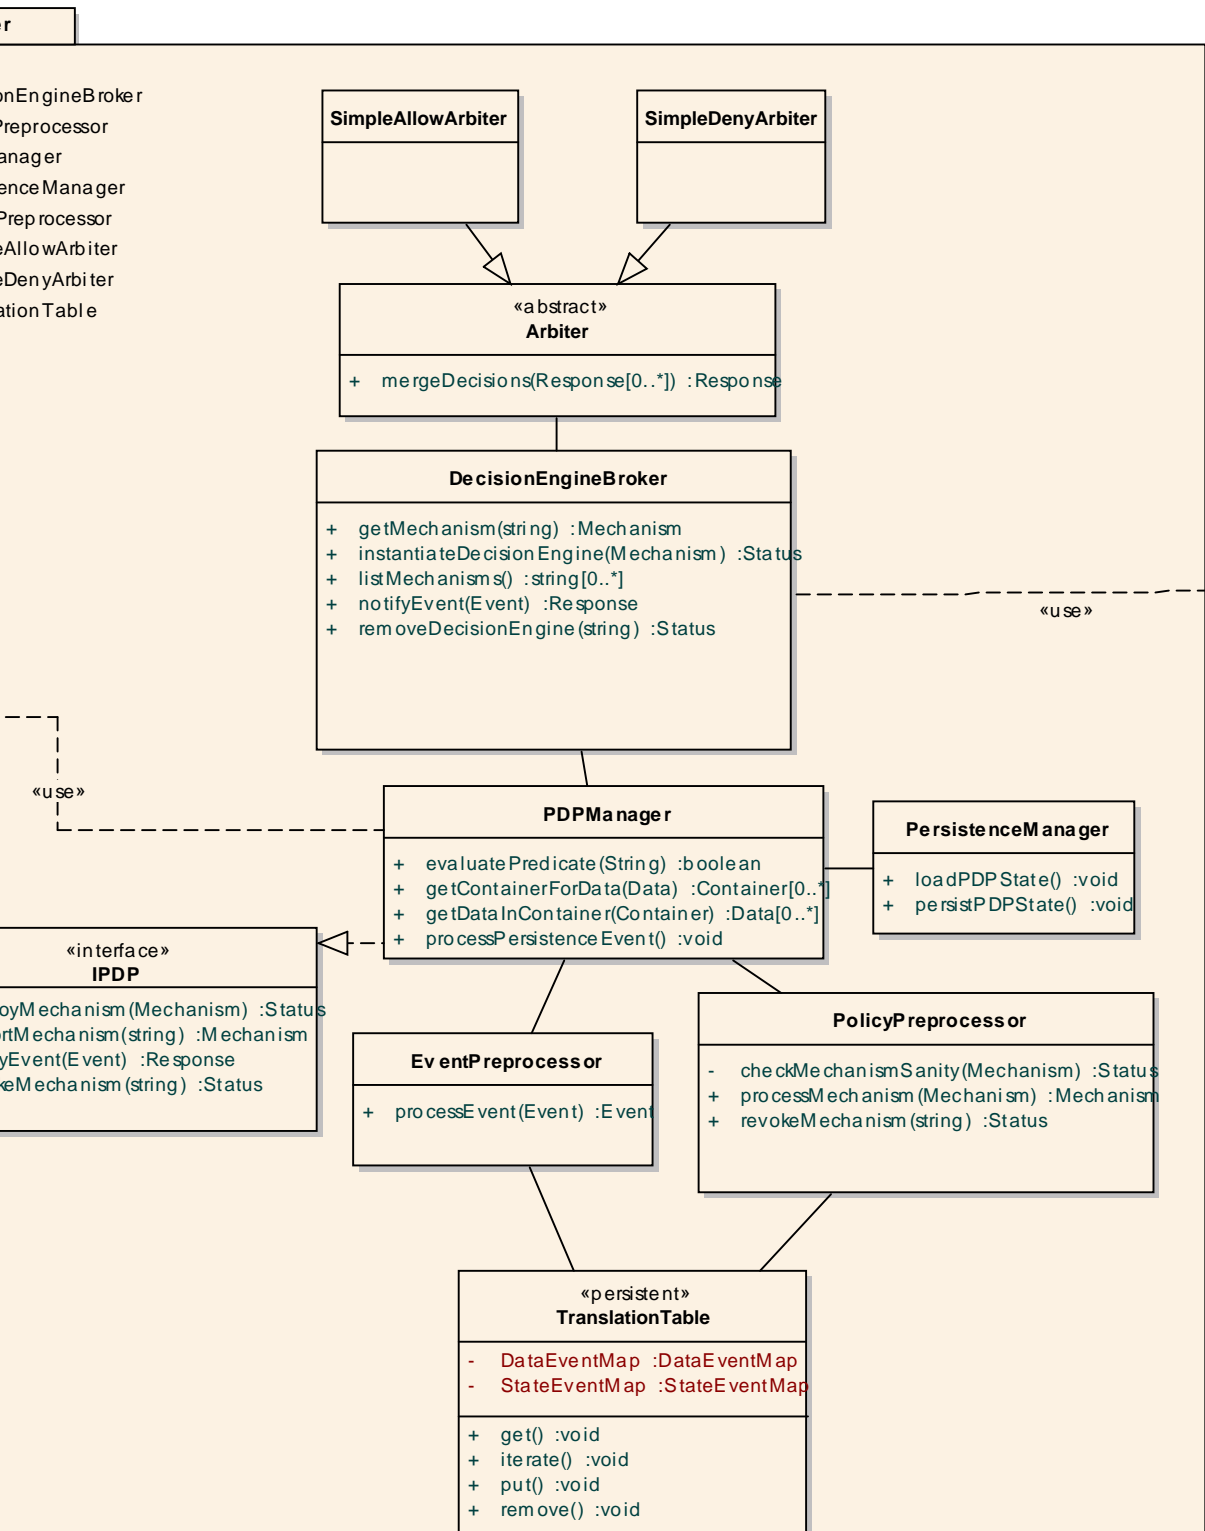 er
onEngineBroker
Preprocessor
anager
enceManager
Preprocessor
eAllowArbiter
eDenyArbiter
ationTable
SimpleAllowArbiter
SimpleDenyArbiter
«abstract»
Arbiter
+ mergeDecisions(Response[0..*]) :Response
DecisionEngineBroker
+ getMechanism(string) :Mechanism
+ instantiateDecisionEngine(Mechanism) :Status
+ listMechanisms() :string[0..*]
+ notifyEvent(Event) :Response
+ removeDecisionEngine(string) :Status
«use»
«use»
PDPManager
+ evaluatePredicate(String) :boolean
+ getContainerForData(Data) :Container[0..*]
+ getDataInContainer(Container) :Data[0..*]
+ processPersistenceEvent() :void
PersistenceManager
+ loadPDPState() :void
+ persistPDPState() :void
«interface»
IPDP
oyMechanism(Mechanism) :Status
ortMechanism(string) :Mechanism
yEvent(Event) :Response
keMechanism(string) :Status
EventPreprocessor
+ processEvent(Event) :Event
PolicyPreprocessor
- checkMechanismSanity(Mechanism) :Status
+ processMechanism(Mechanism) :Mechanism
+ revokeMechanism(string) :Status
«persistent»
TranslationTable
- DataEventMap :DataEventMap
- StateEventMap :StateEventMap
+ get() :void
+ iterate() :void
+ put() :void
+ remove() :void